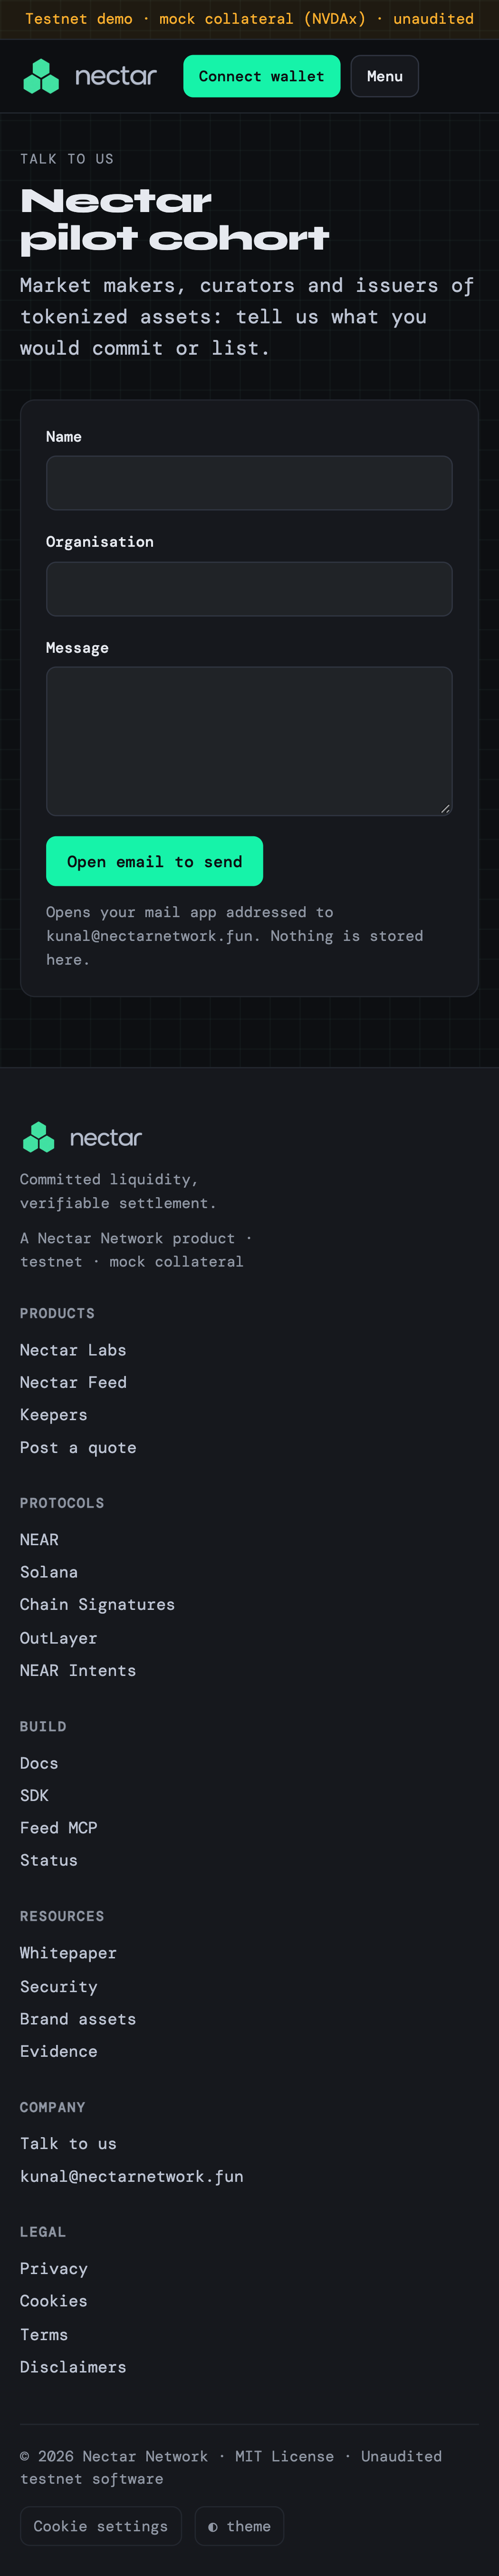 Testnet demo · mock collateral (NVDAx) · unaudited
nectar
Connect wallet
Menu
TALK TO US
Nectar
pilot cohort
Market makers, curators and issuers of
tokenized assets: tell us what you
would commit or list.
Name
Organisation
Message
Open email to send
Opens your mail app addressed to
kunal@nectarnetwork.fun. Nothing is stored
here.
nectar
Committed liquidity,
verifiable settlement.
A Nectar Network product ·
testnet · mock collateral
PRODUCTS
Nectar Labs
Nectar Feed
Keepers
Post a quote
PROTOCOLS
NEAR
Solana
Chain Signatures
OutLayer
NEAR Intents
BUILD
Docs
SDK
Feed MCP
Status
RESOURCES
Whitepaper
Security
Brand assets
Evidence
COMPANY
Talk to us
kunal@nectarnetwork.fun
LEGAL
Privacy
Cookies
Terms
Disclaimers
© 2026 Nectar Network · MIT License · Unaudited
testnet software
Cookie settings
◐ theme